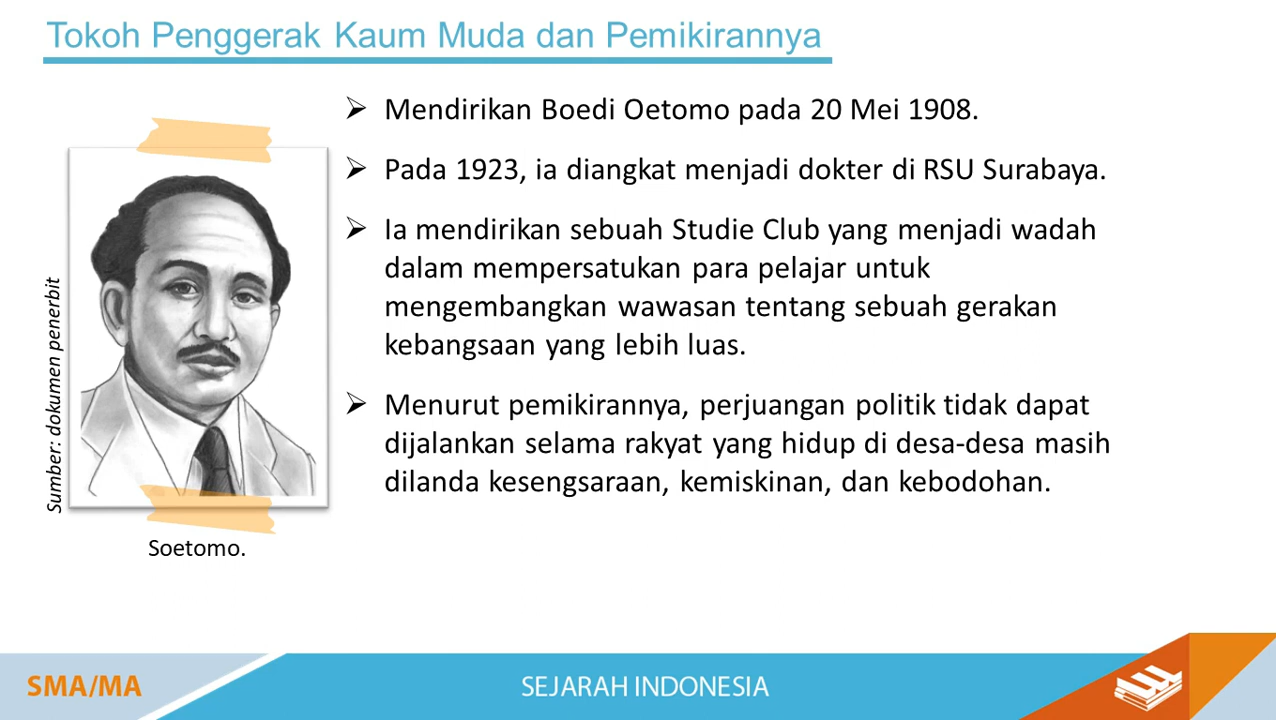 Tokoh Penggerak Kaum Muda dan Pemikirannya
➢ Mendirikan Boedi Oetomo pada 20 Mei 1908.
➢ Pada 1923, ia diangkat menjadi dokter di RSU Surabaya.
➢ Ia mendirikan sebuah Studie Club yang menjadi wadah
dalam mempersatukan para pelajar untuk
mengembangkan wawasan tentang sebuah gerakan
kebangsaan yang lebih luas.
➢ Menurut pemikirannya, perjuangan politik tidak dapat
dijalankan selama rakyat yang hidup di desa-desa masih
dilanda kesengsaraan, kemiskinan, dan kebodohan.
Sumber: dokumen penerbit
Soetomo.
SMA/MA
SEJARAH INDONESIA